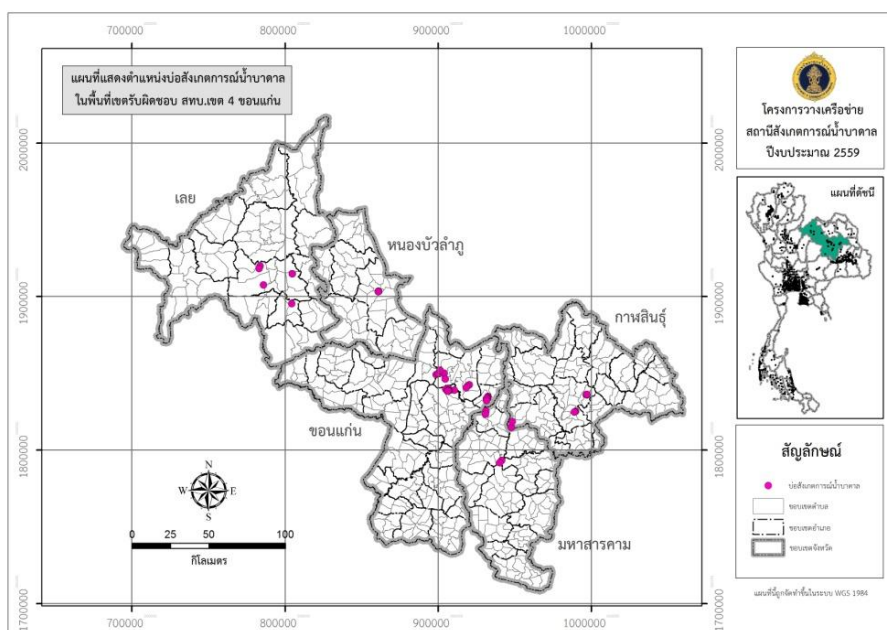 700000 800000 900000 1000000
แผนที่แสดงตำแหน่งบ่อสังเกตการณ์น้ำบาดาล
ในพื้นที่เขตรับผิดชอบ สทบ.เขต 4 ขอนแก่น
2000000
1900000
1800000
1700000
เลย
หนองบัวลำภู
กาฬสินธุ์
ขอนแก่น
มหาสารคาม
N
W E
S
0 25 50 100
กิโลเมตร
2000000
1900000
1800000
1700000
700000 800000 900000 1000000
โครงการวางเครือข่าย
สถานีสังเกตการณ์น้ำบาดาล
ปีงบประมาณ 2559
แผนที่ดัชนี
สัญลักษณ์
บ่อสังเกตการณ์น้ำบาดาล
ขอบเขตตำบล
ขอบเขตอำเภอ
ขอบเขตจังหวัด
แผนที่นี้ถูกจัดทำขึ้นในระบบ WGS 1984